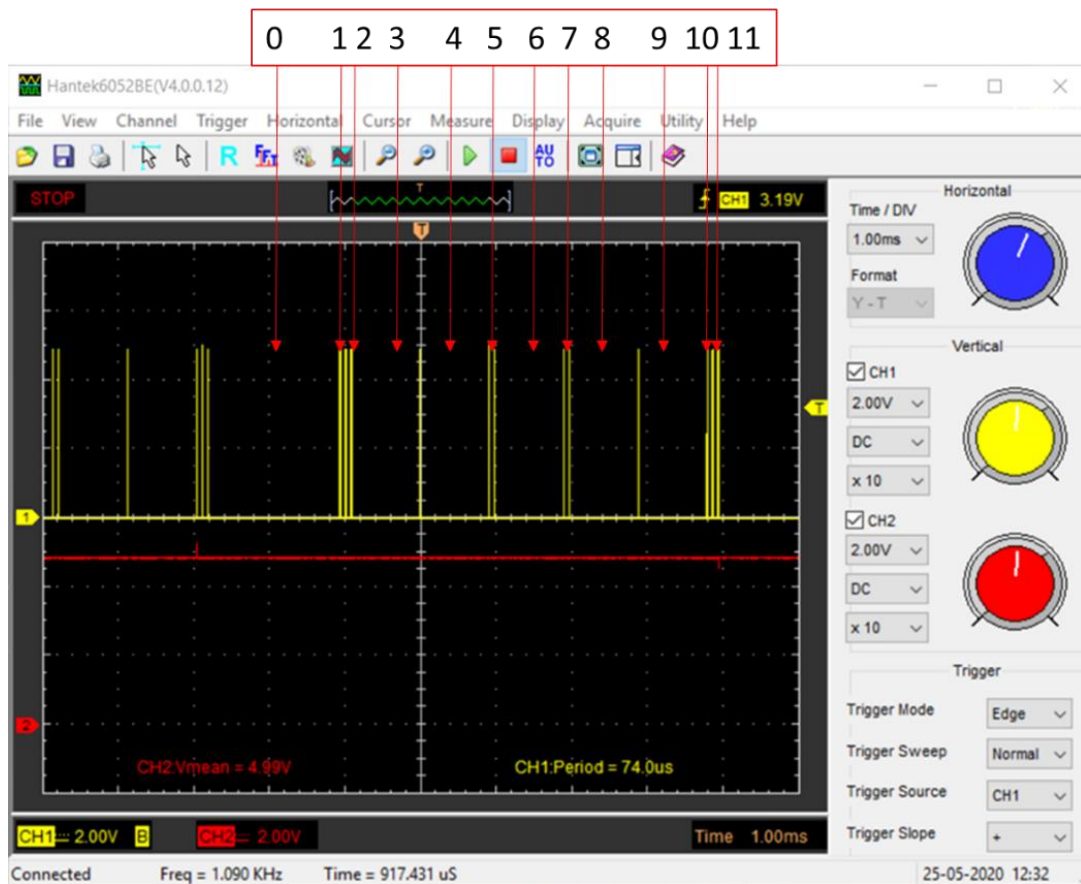 0 1 2 3 4 5 6 7 8 9 10 11
Hantek6052BE(V4.0.0.12)
File View Channel Trigger Horizontal Cursor Measure Display Acquire Utility Help
R FFT AU TO
STOP T CH1 3.19V
T
T
1
2
CH2:Vmean = 4.99V CH1:Period = 74.0us
CH1 2.00V B CH2 2.00V Time 1.00ms
Horizontal
Time / DIV
1.00ms
Format
Y - T
Vertical
CH1
2.00V
DC
x 10
CH2
2.00V
DC
x 10
Trigger
Trigger Mode Edge
Trigger Sweep Normal
Trigger Source CH1
Trigger Slope +
Connected Freq = 1.090 KHz Time = 917.431 uS 25-05-2020 12:32